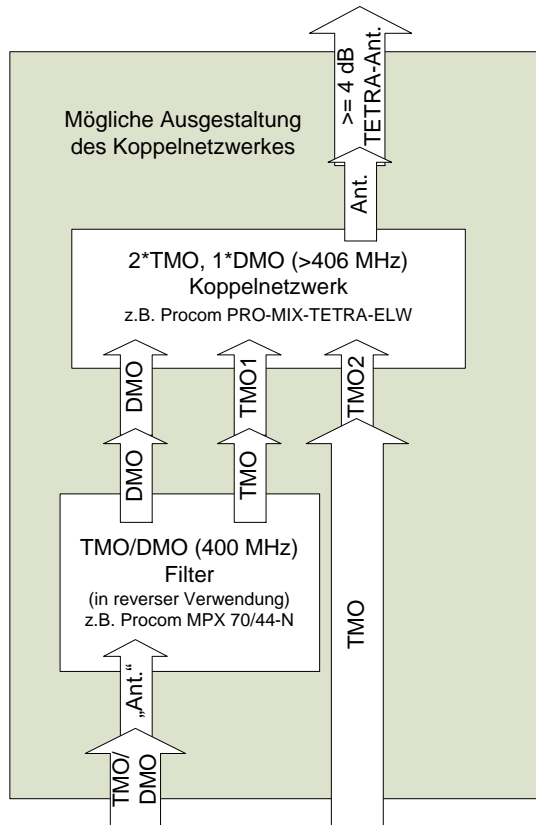 >= 4 dB
TETRA-Ant.
Mögliche Ausgestaltung
des Koppelnetzwerkes
Ant.
2*TMO, 1*DMO (>406 MHz)
Koppelnetzwerk
z.B. Procom PRO-MIX-TETRA-ELW
DMO
TMO1
TMO2
DMO
TMO
TMO/DMO (400 MHz)
Filter
(in reverser Verwendung)
z.B. Procom MPX 70/44-N
TMO
„Ant.“
TMO/
DMO